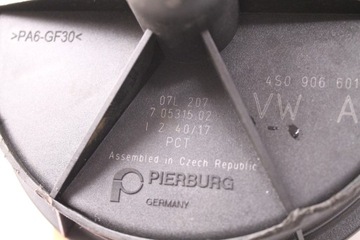 >PA6-GF30<
07L 207
7.05315.02
1 2 40/17
PCT
4S0 906 601
VW A
Assembled in Czech Republic
PIERBURG
GERMANY